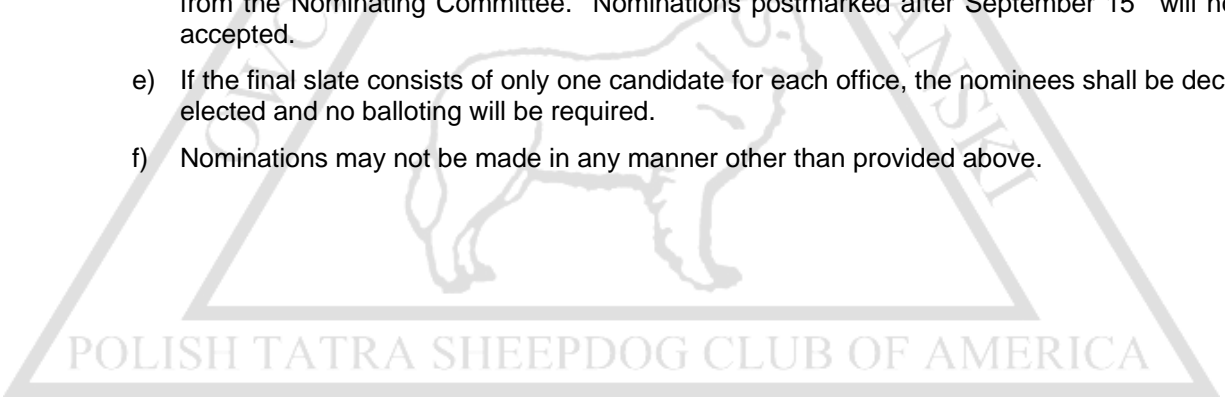 from the Nominating Committee. Nominations postmarked after September 15 will
accepted.
e) If the final slate consists of only one candidate for each office, the nominees shall be
elected and no balloting will be required.
f) Nominations may not be made in any manner other than provided above.
POLISH TATRA SHEEPDOG CLUB OF AMERICA